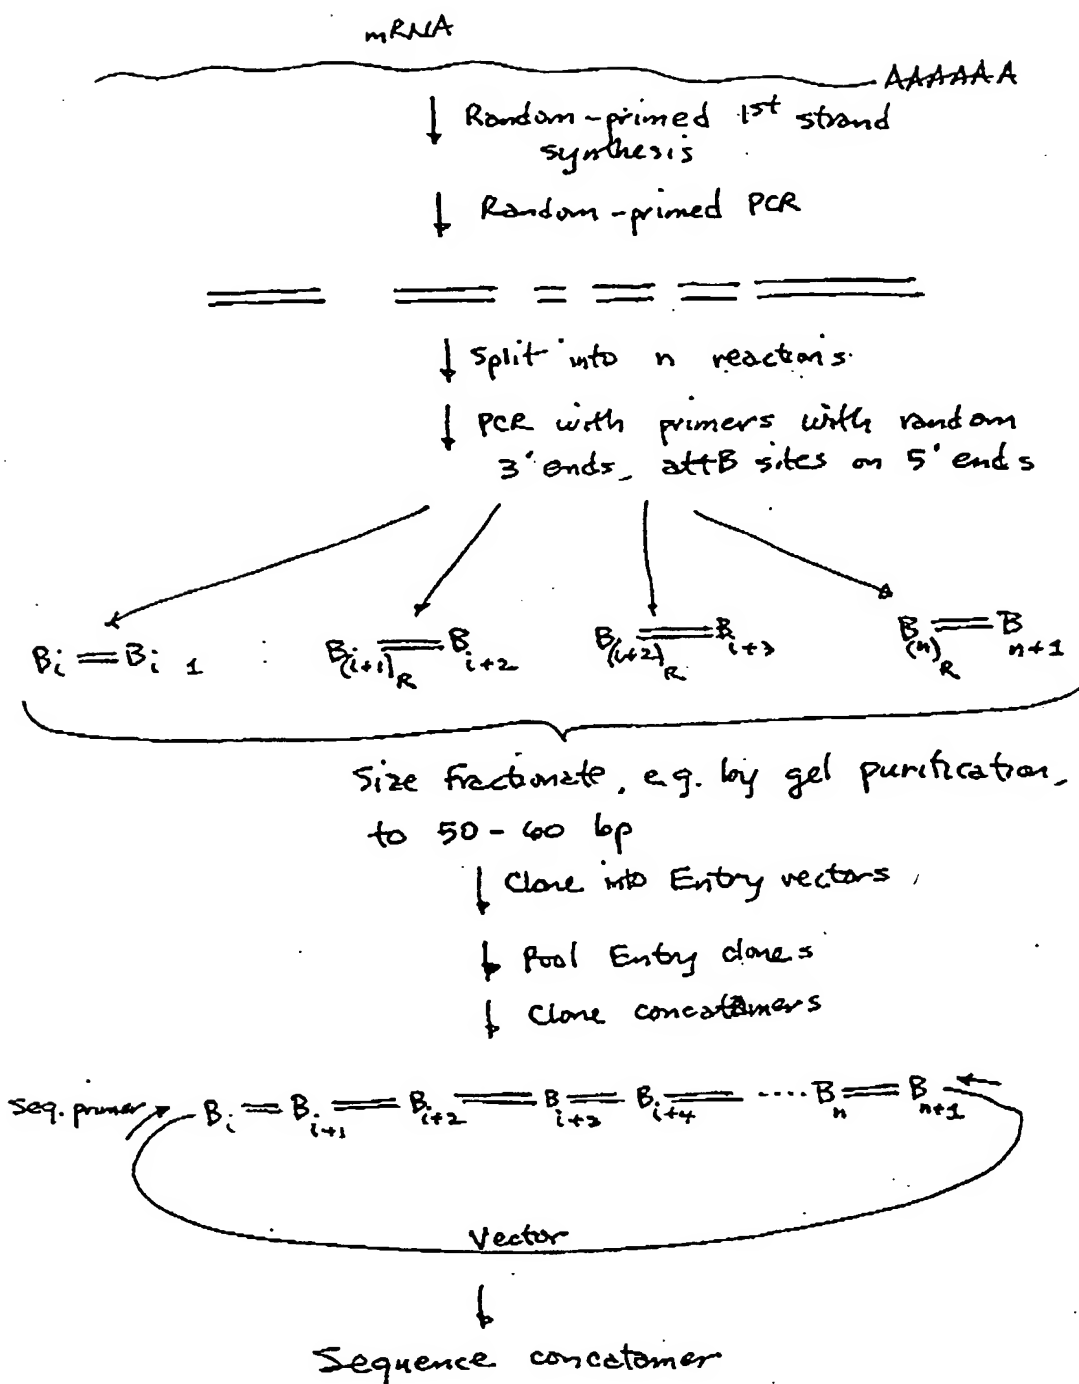 mRNA
AAAAAA
Random-primed 1st strand
synthesis
Random-primed PCR
Split into n reactions.
PCR with primers with random
3' ends, attB sites on 5' ends
Bi = Bi 1 B(i+1)R = Bi+2 B(i+2)R = Bi+3 B(n)R = Bn+1
Size fractionate, e.g. by gel purification,
to 50-60 bp
Clone into Entry vectors
Pool Entry clones
Clone concatamers
Seq. primer Bi = Bi+1 = Bi+2 = Bi+3 = Bi+4 = .... Bn = Bn+1
Vector
Sequence concatomer